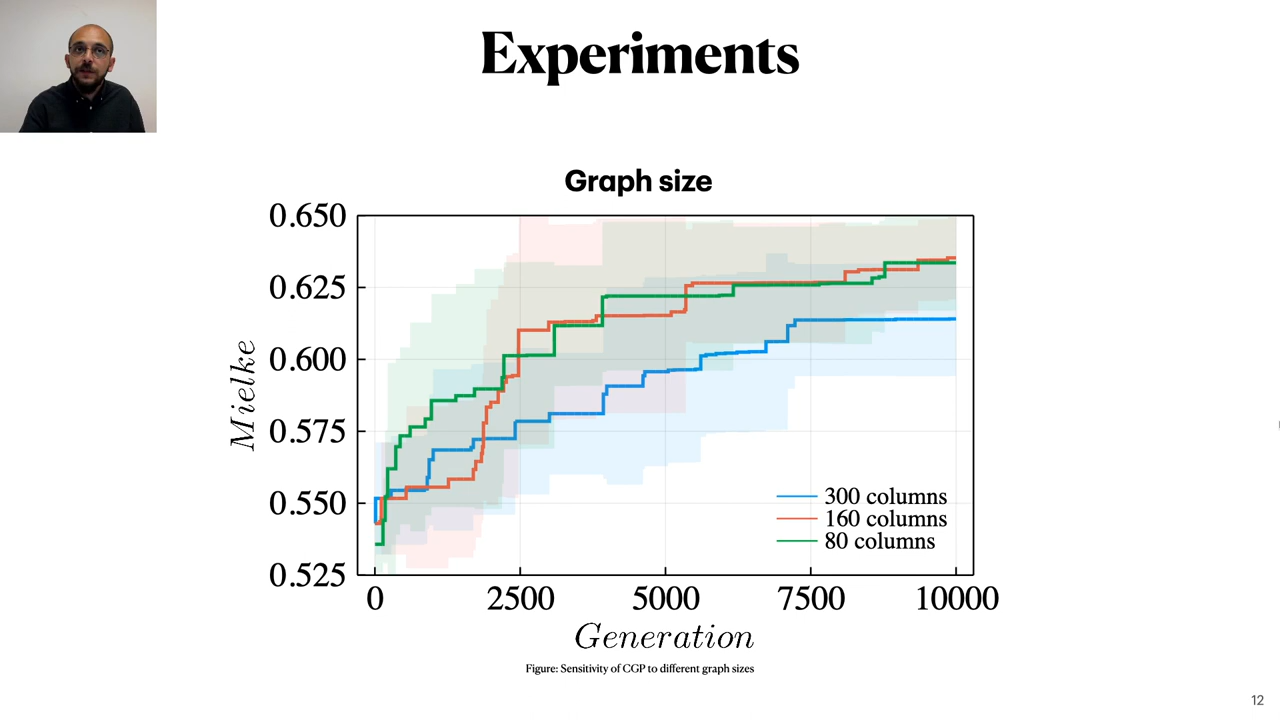 Experiments
Graph size
0.650
0.625
0.600
0.575
0.550
0.525
Mielke
300 columns
160 columns
80 columns
0 2500 5000 7500 10000
Generation
Figure: Sensitivity of CGP to different graph sizes
12